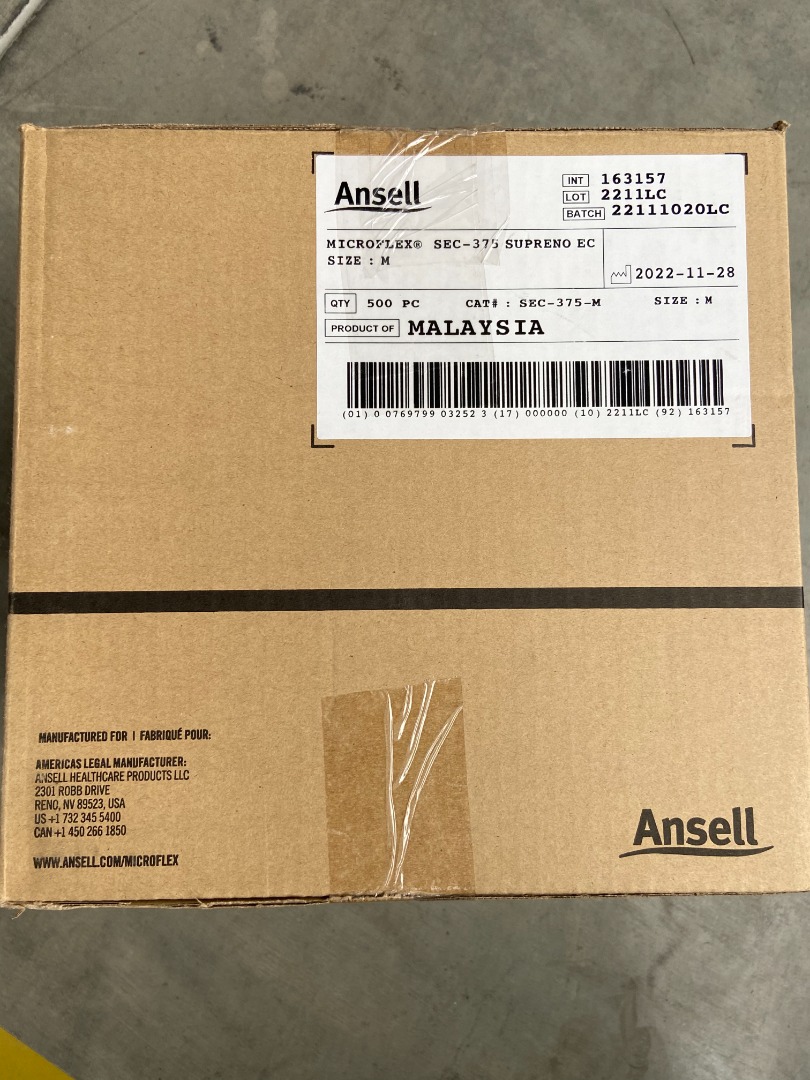 Ansell
INT 163157
LOT 2211LC
BATCH 22111020LC
MICROFLEX® SEC-375 SUPRENO EC
SIZE : M
2022-11-28
QTY 500 PC CAT# : SEC-375-M SIZE : M
PRODUCT OF MALAYSIA
(01) 0 0769799 03252 3 (17) 000000 (10) 2211LC (92) 163157
MANUFACTURED FOR | FABRIQUÉ POUR:
AMERICAS LEGAL MANUFACTURER:
ANSELL HEALTHCARE PRODUCTS LLC
2301 ROBB DRIVE
RENO, NV 89523, USA
US +1 732 345 5400
CAN +1 450 266 1850
WWW.ANSELL.COM/MICROFLEX
Ansell